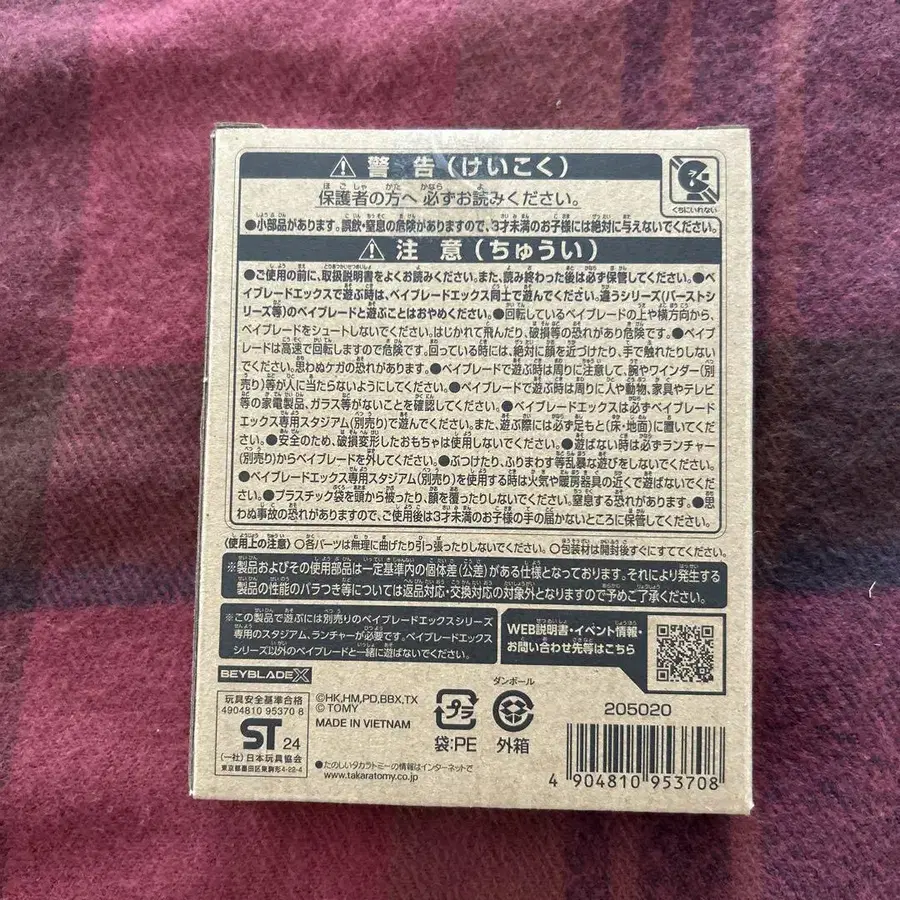 ⚠ 警告(けいこく)
くちにいれない
保護者の方へ 必ずお読みください。
●小部品があります。誤飲・窒息の危険がありますので、3才未満のお子様には絶対に与えないでください。
⚠ 注意(ちゅうい)
●ご使用の前に、取扱説明書をよくお読みください。また、読み終わった後は必ず保管してください。●ベイ
ブレードエックスで遊ぶ時は、ベイブレードエックス同士で遊んでください。違うシリーズ(バーストシ
リーズ等)のベイブレードと遊ぶことはおやめください。●回転しているベイブレードの上や横方向から、
ベイブレードをシュートしないでください。はじかれて飛んだり、破損等の恐れがあり危険です。●ベイブ
レードは高速で回転しますので危険です。回っている時には、絶対に顔を近づけたり、手で触れたりしない
でください。思わぬケガの恐れがあります。●ベイブレードで遊ぶ時は周りに注意して、腕やワインダー(別
売り)等が人に当たらないようにしてください。●ベイブレードで遊ぶ時は周りに人や動物、家具やテレビ
等の家電製品、ガラス等がないことを確認してください。●ベイブレードエックスは必ずベイブレード
エックス専用スタジアム(別売り)で遊んでください。また、遊ぶ際には必ず足もと(床・地面)に置いてくだ
さい。●安全のため、破損変形したおもちゃは使用しないでください。●遊ばない時は必ずランチャー
(別売り)からベイブレードを外してください。●ぶつけたり、ふりまわす等乱暴な遊びをしないでください。
●ベイブレードエックス専用スタジアム(別売り)を使用する時は火気や暖房器具の近くで遊ばないでくだ
さい。●プラスチック袋を頭から被ったり、顔を覆ったりしないでください。窒息する恐れがあります。●思
わぬ事故の恐れがありますので、ご使用後は3才未満のお子様の手の届かないところに保管してください。
〈使用上の注意〉○各パーツは無理に曲げたり引っ張ったりしないでください。○包装材は開封後すぐにすててください。
※製品およびその使用部品は一定基準内の個体差(公差)がある仕様となっております。それにより発生する
製品の性能のバラつき等については返品対応・交換対応の対象外となりますので予めご了承ください。
※この製品で遊ぶには別売りのベイブレードエックスシリーズ
専用のスタジアム、ランチャーが必要です。ベイブレードエックス
シリーズ以外のベイブレードと一緒に遊ばないでください。
WEB説明書・イベント情報・
お問い合わせ先等はこちら
BEYBLADE X
玩具安全基準合格
4904810 95370 8
ST 24
(一社)日本玩具協会
東京都墨田区東駒形4-22-4
©HK,HM,PD,BBX,TX
© TOMY
MADE IN VIETNAM
プラ
袋:PE
ダンボール
外箱
●たのしいタカラトミーの情報はインターネットで
www.takaratomy.co.jp
205020
4 904810 953708